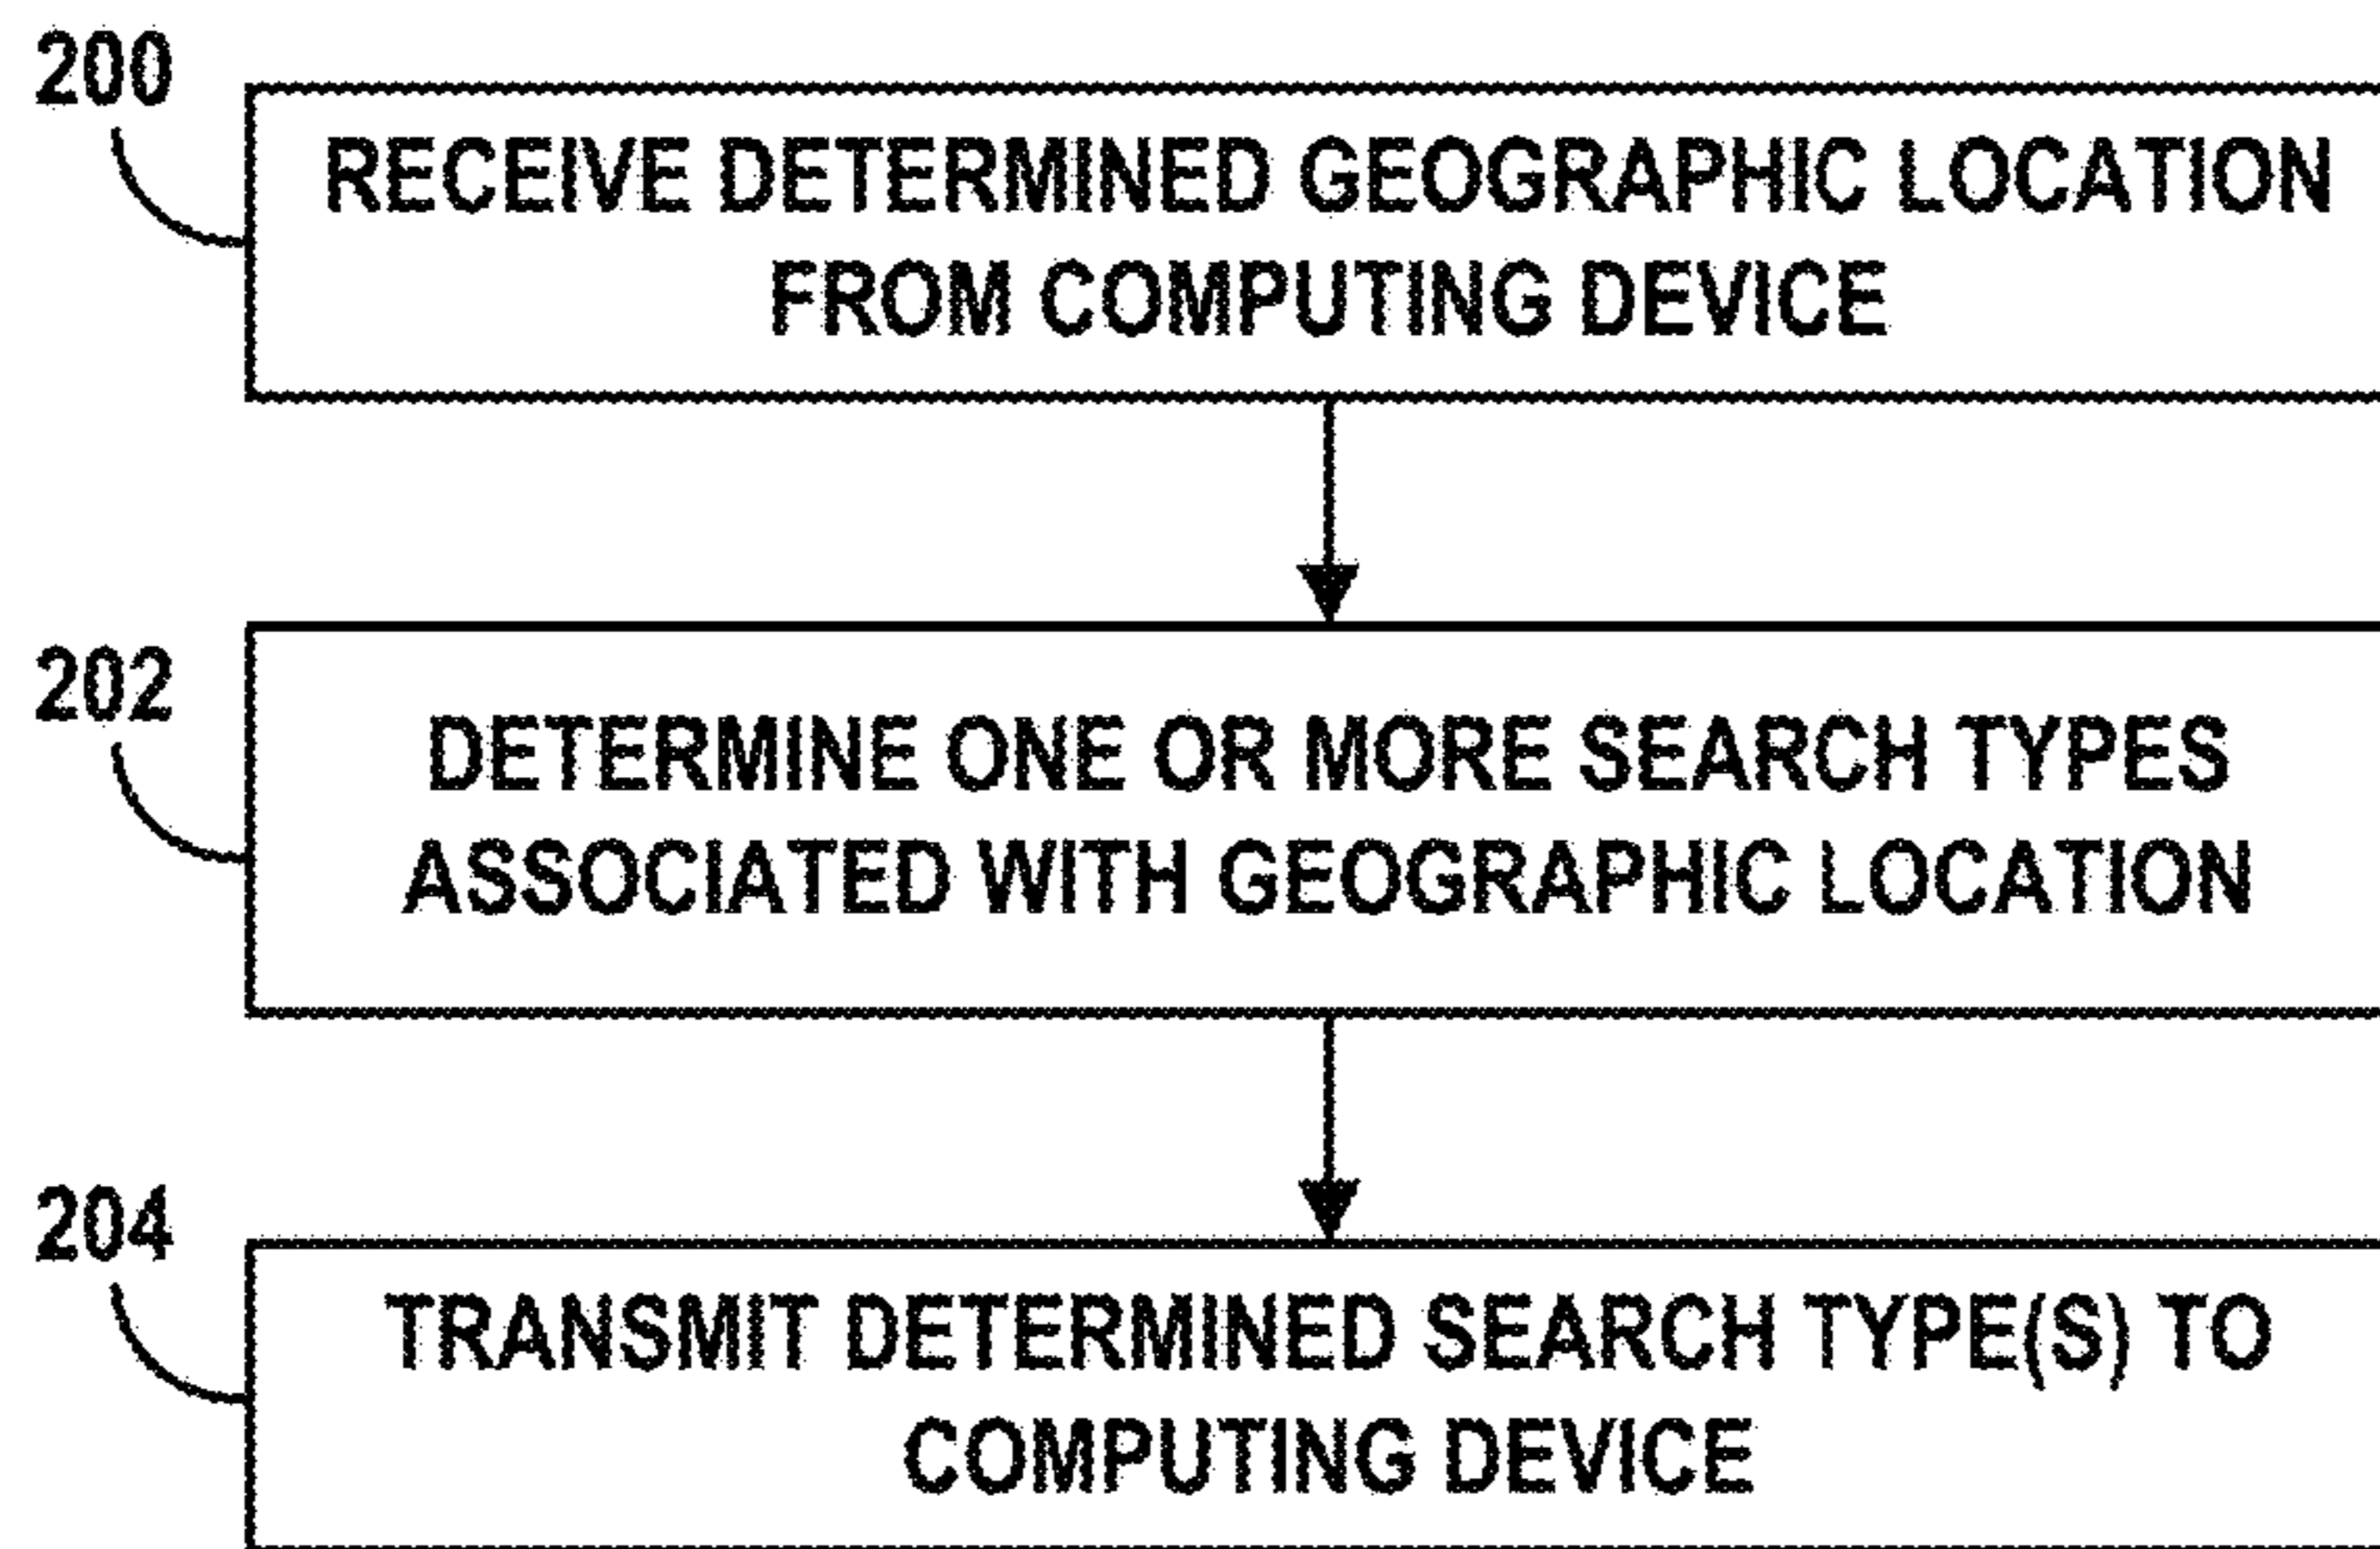 200
RECEIVE DETERMINED GEOGRAPHIC LOCATION
FROM COMPUTING DEVICE
202
DETERMINE ONE OR MORE SEARCH TYPES
ASSOCIATED WITH GEOGRAPHIC LOCATION
204
TRANSMIT DETERMINED SEARCH TYPE(S) TO
COMPUTING DEVICE